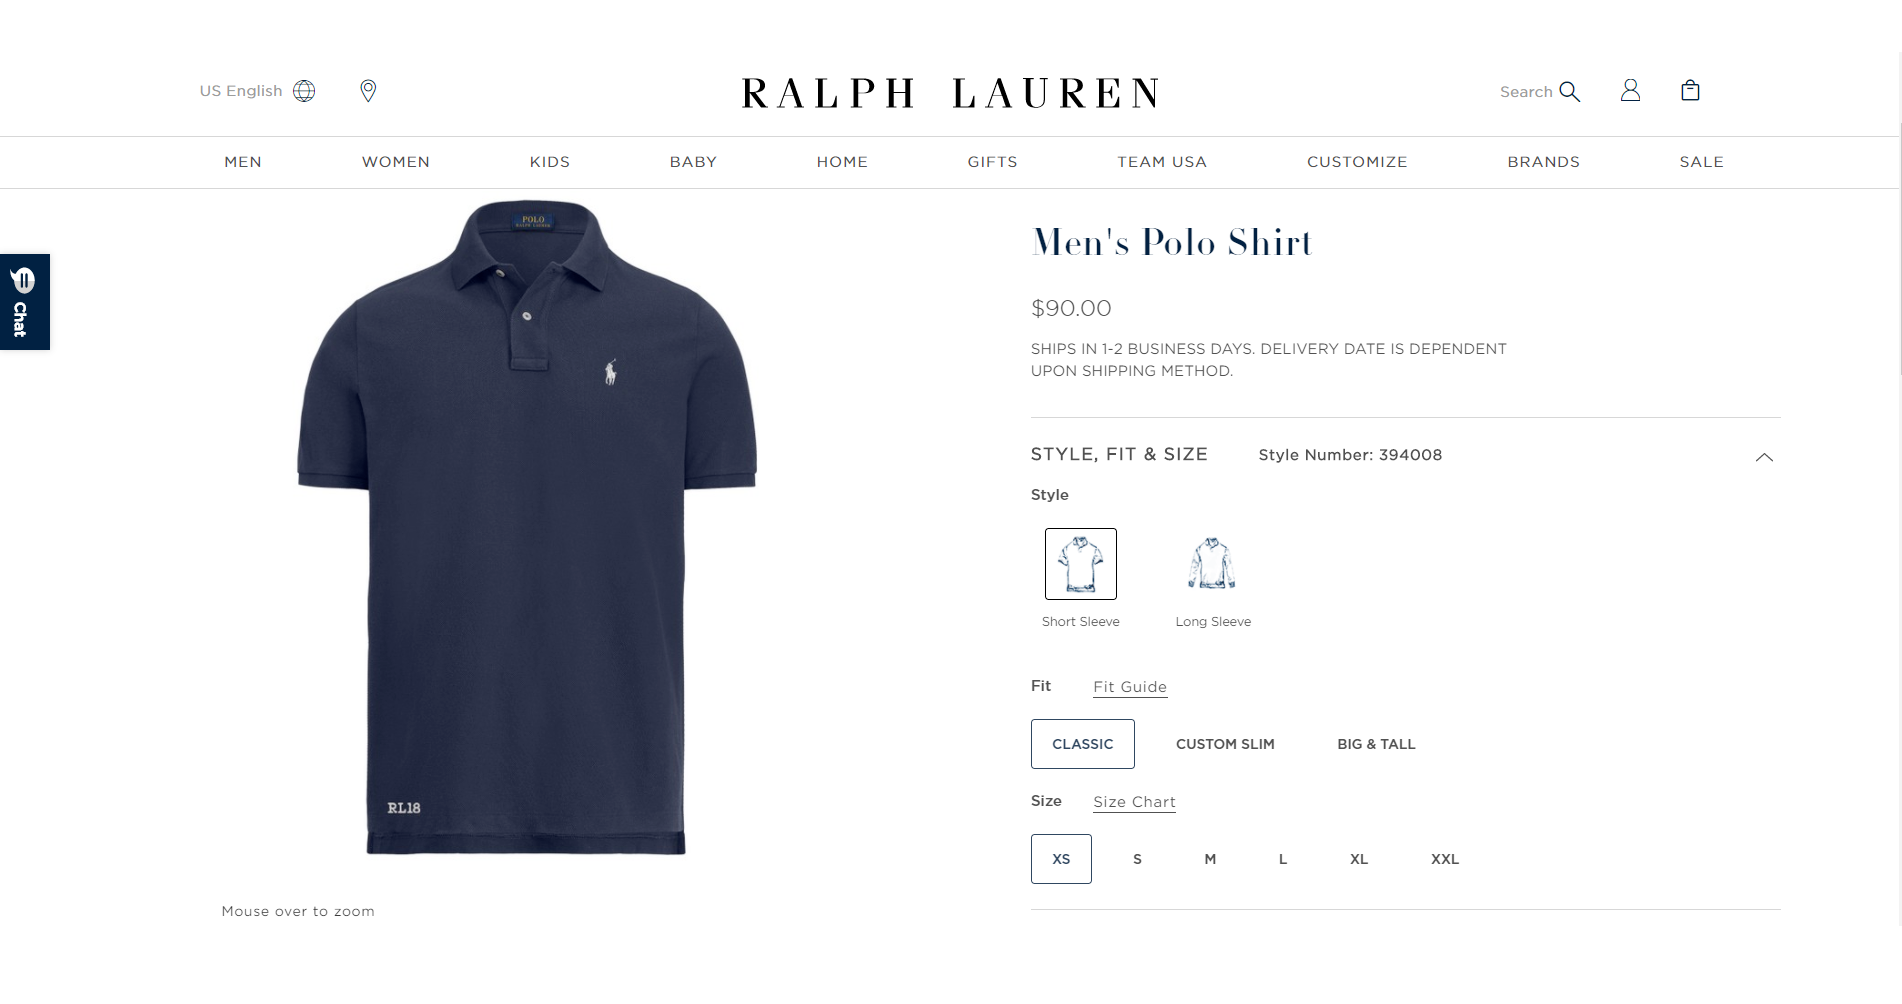 US English
RALPH LAUREN
Search
MEN WOMEN KIDS BABY HOME GIFTS TEAM USA CUSTOMIZE BRANDS SALE
POLO
RALPH LAUREN
RL18
Mouse over to zoom
Chat
Men's Polo Shirt
$90.00
SHIPS IN 1-2 BUSINESS DAYS. DELIVERY DATE IS DEPENDENT
UPON SHIPPING METHOD.
STYLE, FIT & SIZE Style Number: 394008
Style
Short Sleeve Long Sleeve
Fit Fit Guide
CLASSIC CUSTOM SLIM BIG & TALL
Size Size Chart
XS S M L XL XXL